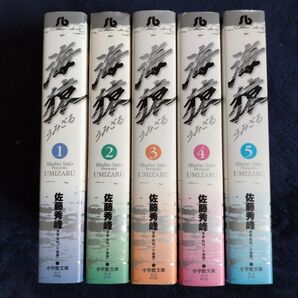 海猿
うみざる
1
Shuho Sato
Presents
UMIZARU
佐藤秀峰
小学館文庫
海猿
うみざる
2
Shuho Sato
Presents
UMIZARU
佐藤秀峰
小学館文庫
海猿
うみざる
3
Shuho Sato
Presents
UMIZARU
佐藤秀峰
小学館文庫
海猿
うみざる
4
Shuho Sato
Presents
UMIZARU
佐藤秀峰
小学館文庫
海猿
うみざる
5
Shuho Sato
Presents
UMIZARU
佐藤秀峰
小学館文庫